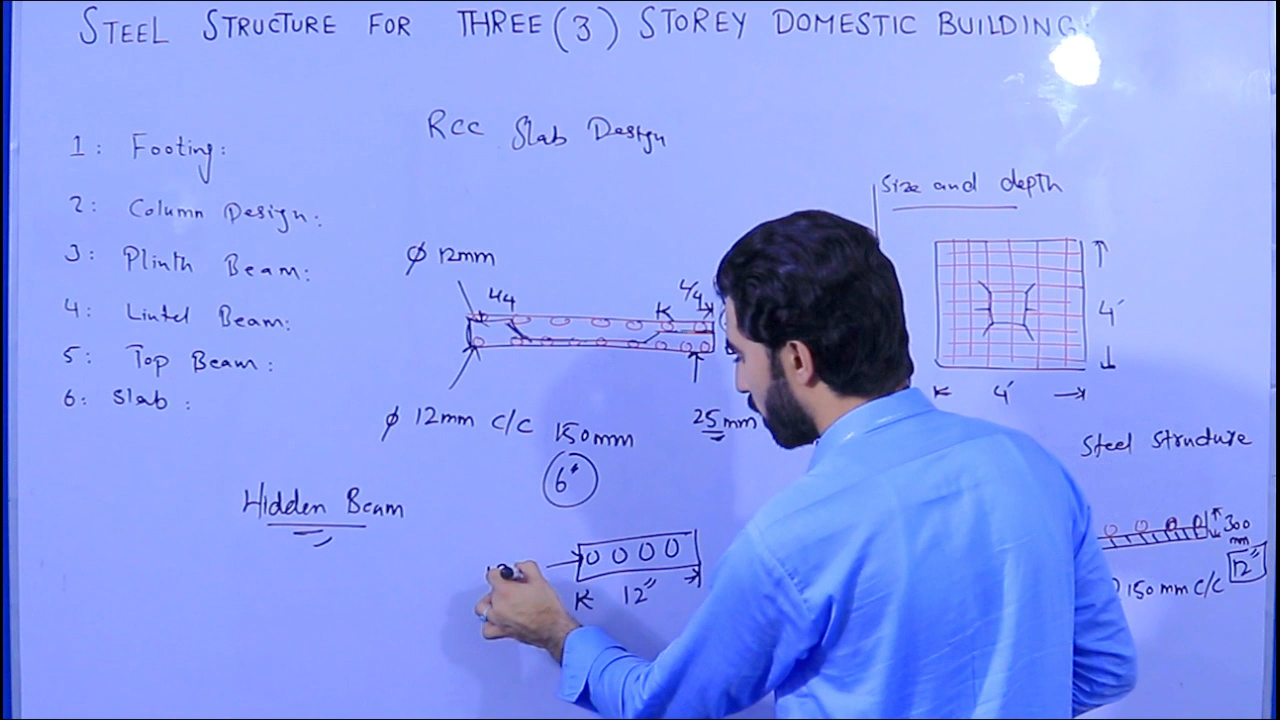 STEEL STRUCTURE FOR THREE (3) STOREY DOMESTIC BUILDING:
RCC Slab Design
1: Footing:
2: Column Design:
3: Plinth Beam:
4: Lintel Beam:
5: Top Beam:
6: Slab :
Size and depth
ϕ 12mm
4'
4'
ϕ 12mm C/C 150mm
6"
25mm
Steel Structure
Hidden Beam
300
mm
12"
150 mm C/C
12"